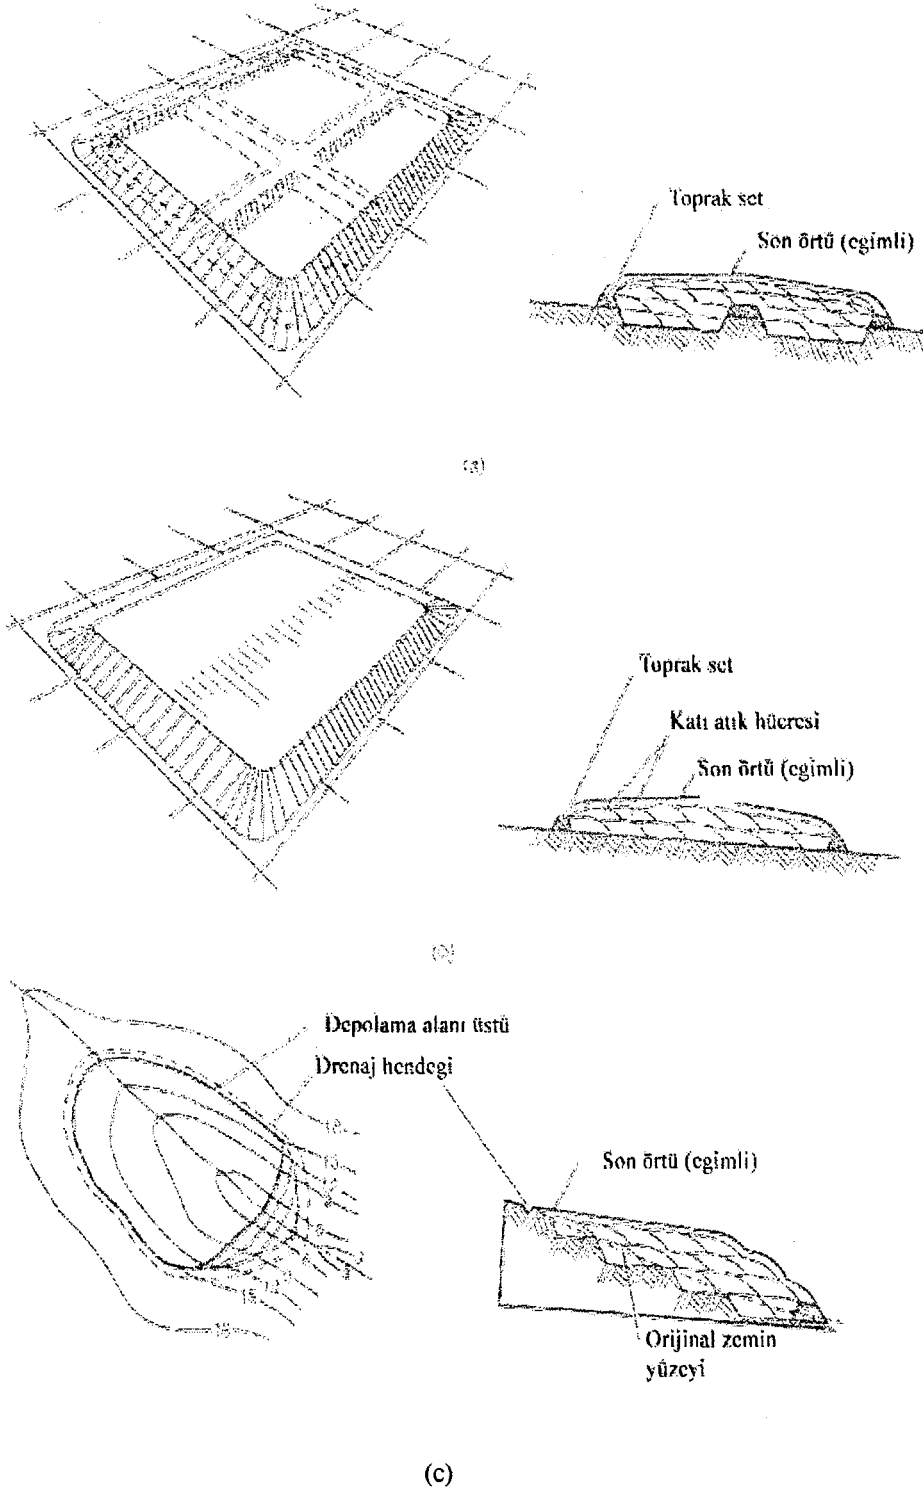 Toprak set
Son örtü (egimli)
(a)
Toprak set
Katı atık hücresi
Son örtü (egimli)
(b)
Depolama alanı üstü
Drenaj hendegi
Son örtü (egimli)
Orijinal zemin
yüzeyi
(c)